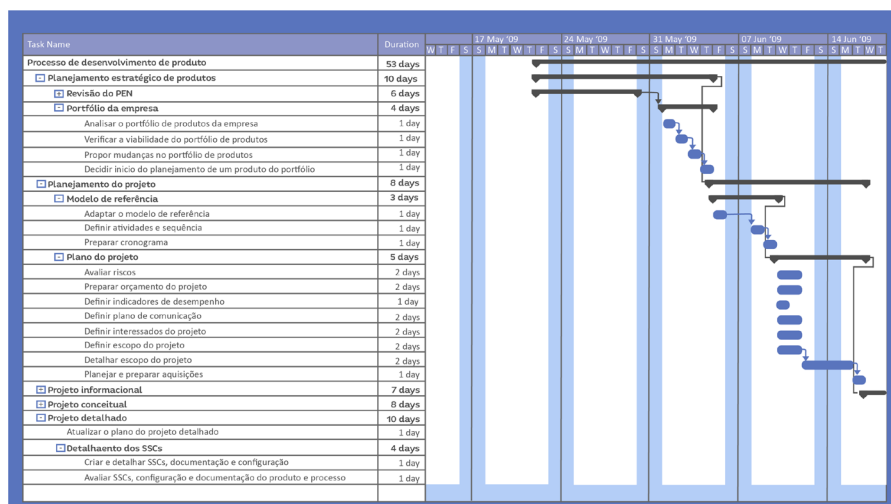 Task Name Duration 17 May '09 24 May '09 31 May '09 07 Jun '09 14 Jun '09
W T F S S M T W T F S S M T W T F S S M T W T F S S M T W T F S S M T W T
Processo de desenvolvimento de produto 53 days
- Planejamento estratégico de produtos 10 days
+ Revisão do PEN 6 days
- Portfólio da empresa 4 days
Analisar o portfólio de produtos da empresa 1 day
Verificar a viabilidade do portfólio de produtos 1 day
Propor mudanças no portfólio de produtos 1 day
Decidir inicio do planejamento de um produto do portfólio 1 day
- Planejamento do projeto 8 days
- Modelo de referência 3 days
Adaptar o modelo de referência 1 day
Definir atividades e sequência 1 day
Preparar cronograma 1 day
- Plano do projeto 5 days
Avaliar riscos 2 days
Preparar orçamento do projeto 2 days
Definir indicadores de desempenho 1 day
Definir plano de comunicação 2 days
Definir interessados do projeto 2 days
Definir escopo do projeto 2 days
Detalhar escopo do projeto 2 days
Planejar e preparar aquisições 1 day
+ Projeto informacional 7 days
+ Projeto conceitual 8 days
- Projeto detalhado 10 days
Atualizar o plano do projeto detalhado 1 day
- Detalhaento dos SSCs 4 days
Criar e detalhar SSCs, documentação e configuração 1 day
Avaliar SSCs, configuração e documentação do produto e processo 1 day